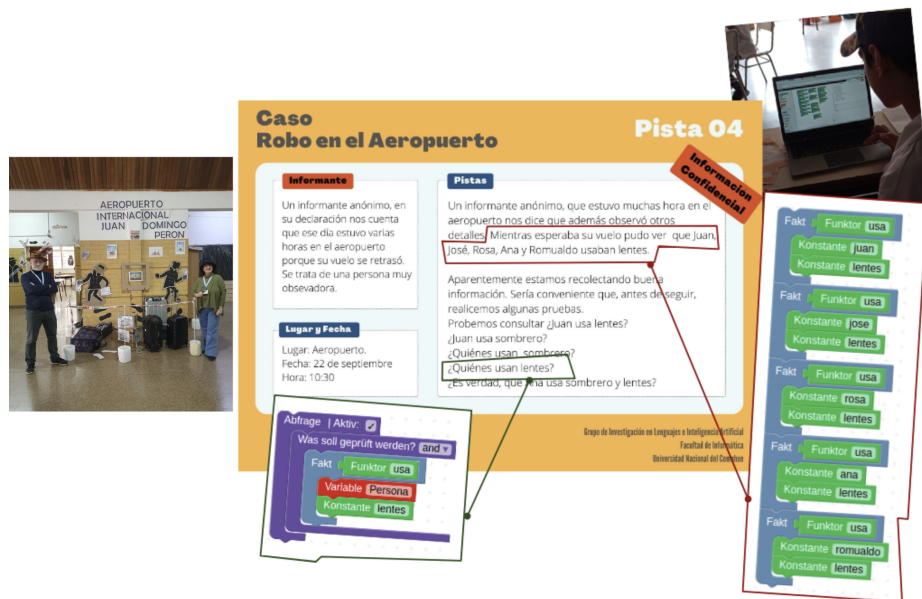 AEROPUERTO
INTERNACIONAL
JUAN DOMINGO
PERON
Caso
Robo en el Aeropuerto
Pista 04
Informacion
Confidencial
Informante
Un informante anónimo, en
su declaración nos cuenta
que ese día estuvo varias
horas en el aeropuerto
porque su vuelo se retrasó.
Se trata de una persona muy
obsevadora.
Lugar y Fecha
Lugar: Aeropuerto.
Fecha: 22 de septiembre
Hora: 10:30
Pistas
Un informante anónimo, que estuvo muchas hora en el
aeropuerto nos dice que además observó otros
detalles. Mientras esperaba su vuelo pudo ver que Juan,
José, Rosa, Ana y Romualdo usaban lentes.
Aparentemente estamos recolectando buena
información. Sería conveniente que, antes de seguir,
realicemos algunas pruebas.
Probemos consultar ¿Juan usa lentes?
¿Juan usa sombrero?
¿Quiénes usan sombrero?
¿Quiénes usan lentes?
¿Es verdad, que Ana usa sombrero y lentes?
Grupo de Investigación en Lenguajes e Inteligencia Artificial
Facultad de Informática
Universidad Nacional del Comahue
Abfrage | Aktiv:
Was soll geprüft werden? and
Fakt Funktor usa
Variable Persona
Konstante lentes
Fakt Funktor usa
Konstante juan
Konstante lentes
Fakt Funktor usa
Konstante jose
Konstante lentes
Fakt Funktor usa
Konstante rosa
Konstante lentes
Fakt Funktor usa
Konstante ana
Konstante lentes
Fakt Funktor usa
Konstante romualdo
Konstante lentes